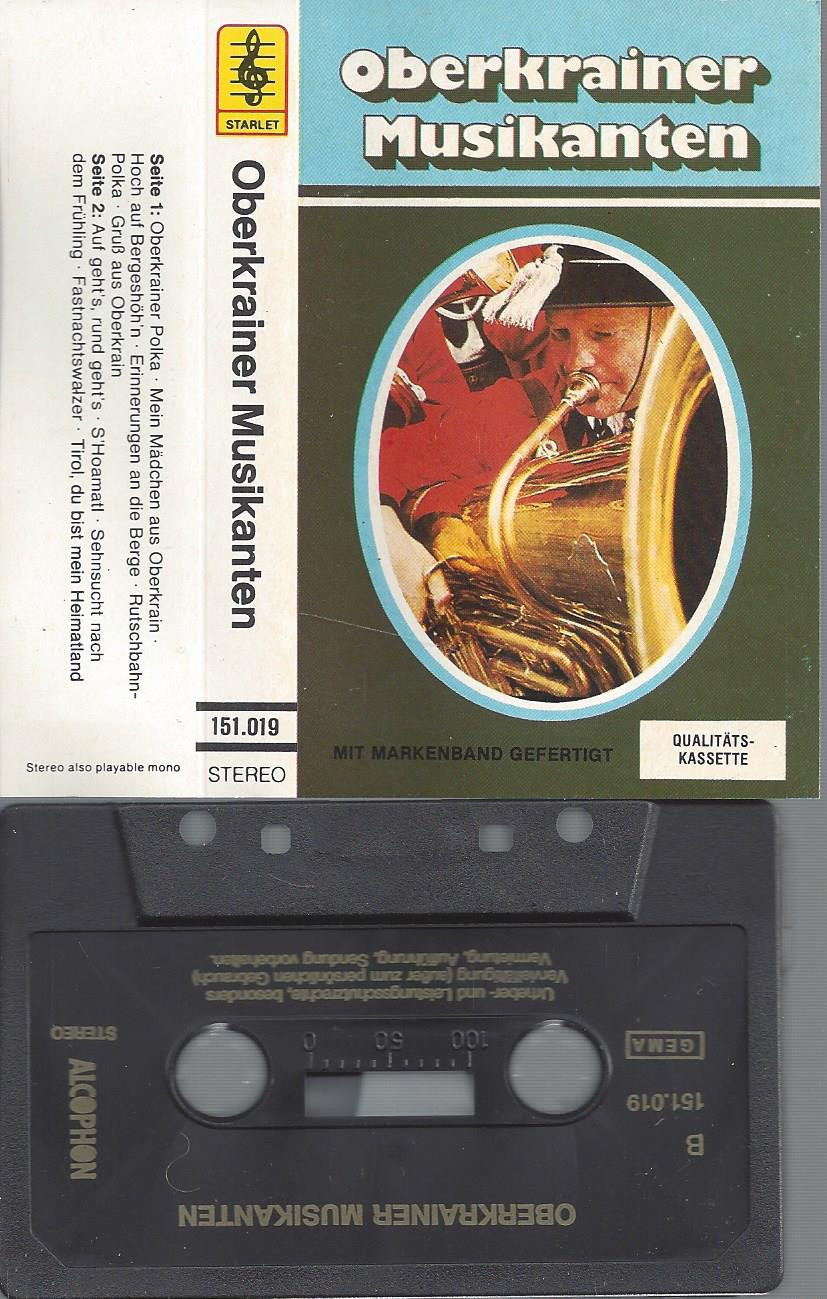 STARLET
Oberkrainer Musikanten
151.019
STEREO
Seite 1: Oberkrainer Polka · Mein Mädchen aus Oberkrain ·
Hoch auf Bergeshöh'n · Erinnerungen an die Berge · Rutschbahn-
Polka · Gruß aus Oberkrain
Seite 2: Auf geht's, rund geht's · S'Hoamatl · Sehnsucht nach
dem Frühling · Fastnachtswalzer · Tirol, du bist mein Heimatland
Stereo also playable mono
Oberkrainer
Musikanten
MIT MARKENBAND GEFERTIGT
QUALITÄTS-
KASSETTE
OBERKRAINER MUSIKANTEN
B
151.019
GEMA
ALCOPHON
STEREO
100 50 0
Urheber- und Leistungsschutzrechte, besonders
Vervielfältigung (außer zum persönlichen Gebrauch)
Vermietung, Aufführung, Sendung vorbehalten.